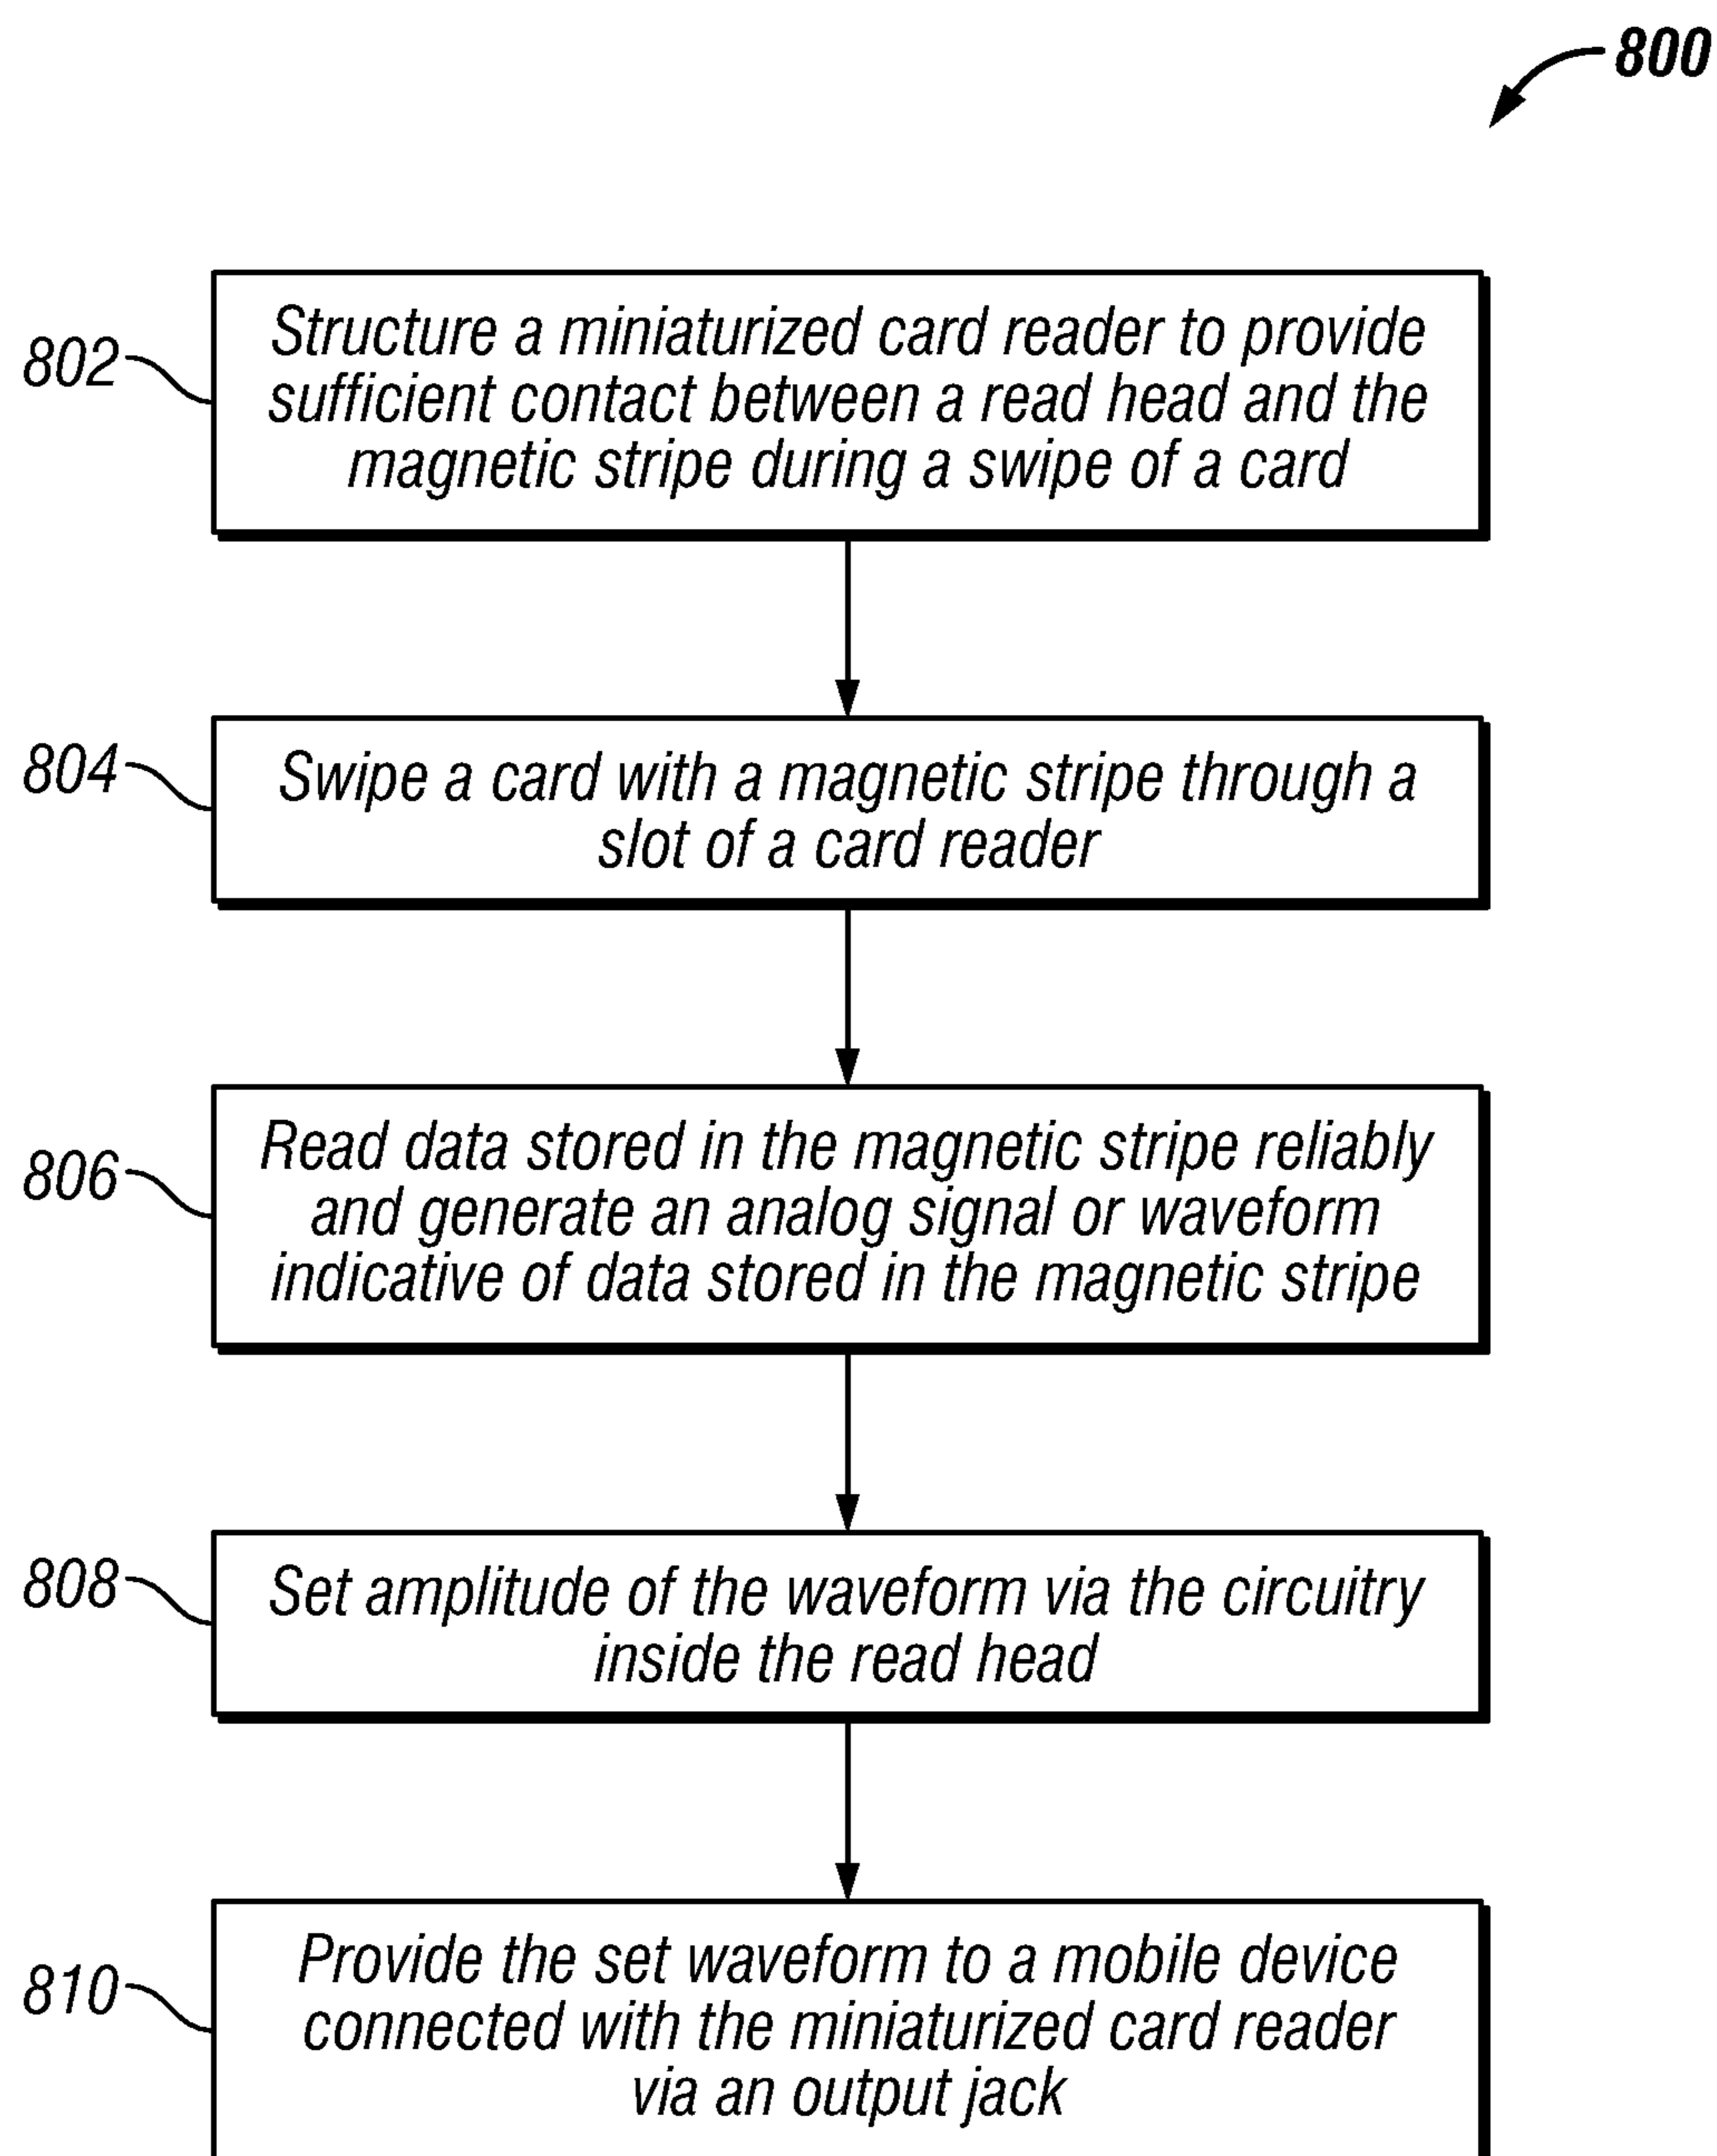 800
802
Structure a miniaturized card reader to provide
sufficient contact between a read head and the
magnetic stripe during a swipe of a card
804
Swipe a card with a magnetic stripe through a
slot of a card reader
806
Read data stored in the magnetic stripe reliably
and generate an analog signal or waveform
indicative of data stored in the magnetic stripe
808
Set amplitude of the waveform via the circuitry
inside the read head
810
Provide the set waveform to a mobile device
connected with the miniaturized card reader
via an output jack